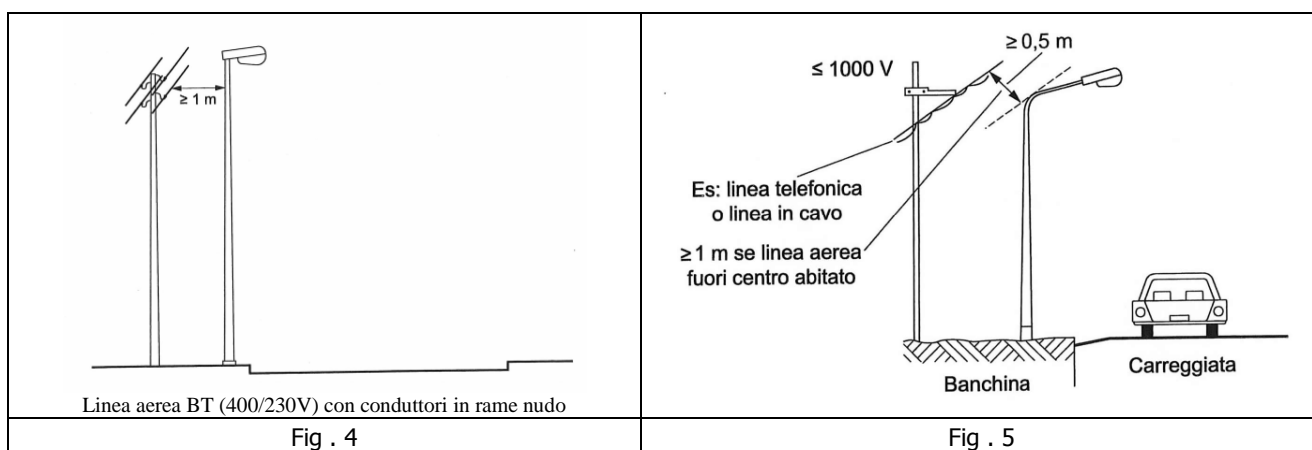 ≥ 1 m
Linea aerea BT (400/230V) con conduttori in rame nudo
Fig . 4
≥ 0,5 m
≤ 1000 V
Es: linea telefonica
o linea in cavo
≥ 1 m se linea aerea
fuori centro abitato
Banchina
Carreggiata
Fig . 5